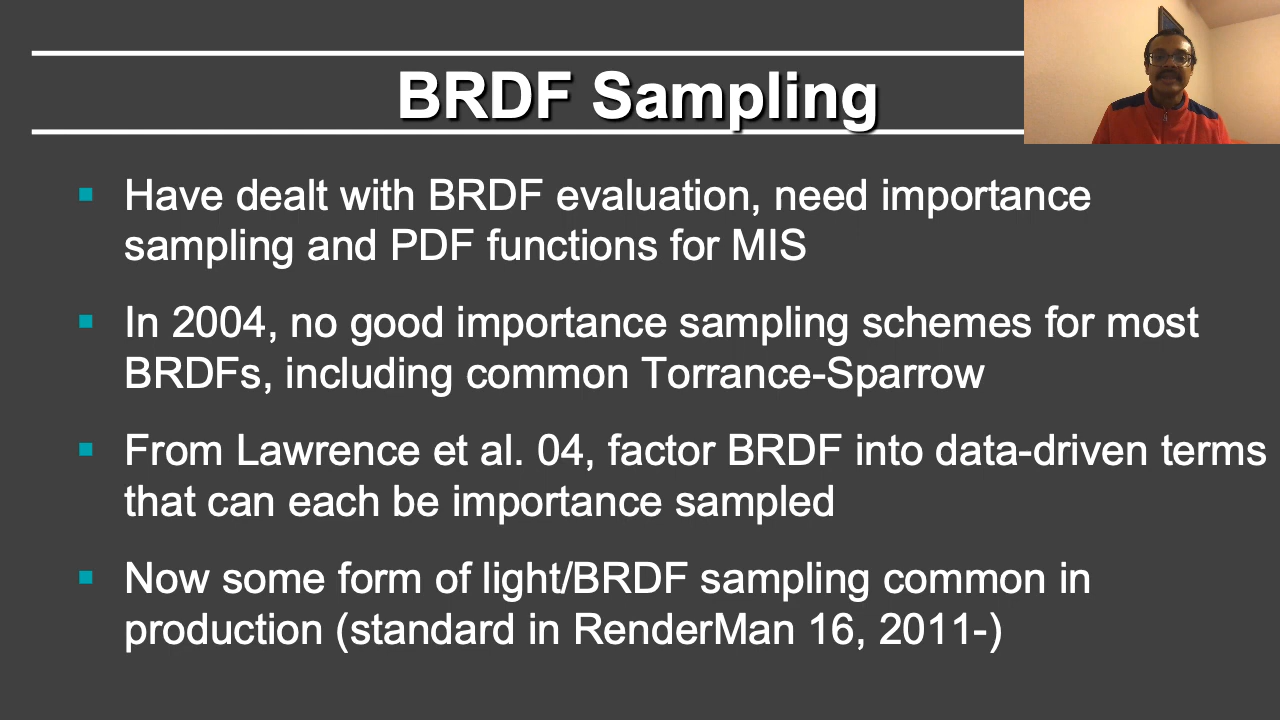 BRDF Sampling
Have dealt with BRDF evaluation, need importance
sampling and PDF functions for MIS
In 2004, no good importance sampling schemes for most
BRDFs, including common Torrance-Sparrow
From Lawrence et al. 04, factor BRDF into data-driven terms
that can each be importance sampled
Now some form of light/BRDF sampling common in
production (standard in RenderMan 16, 2011-)